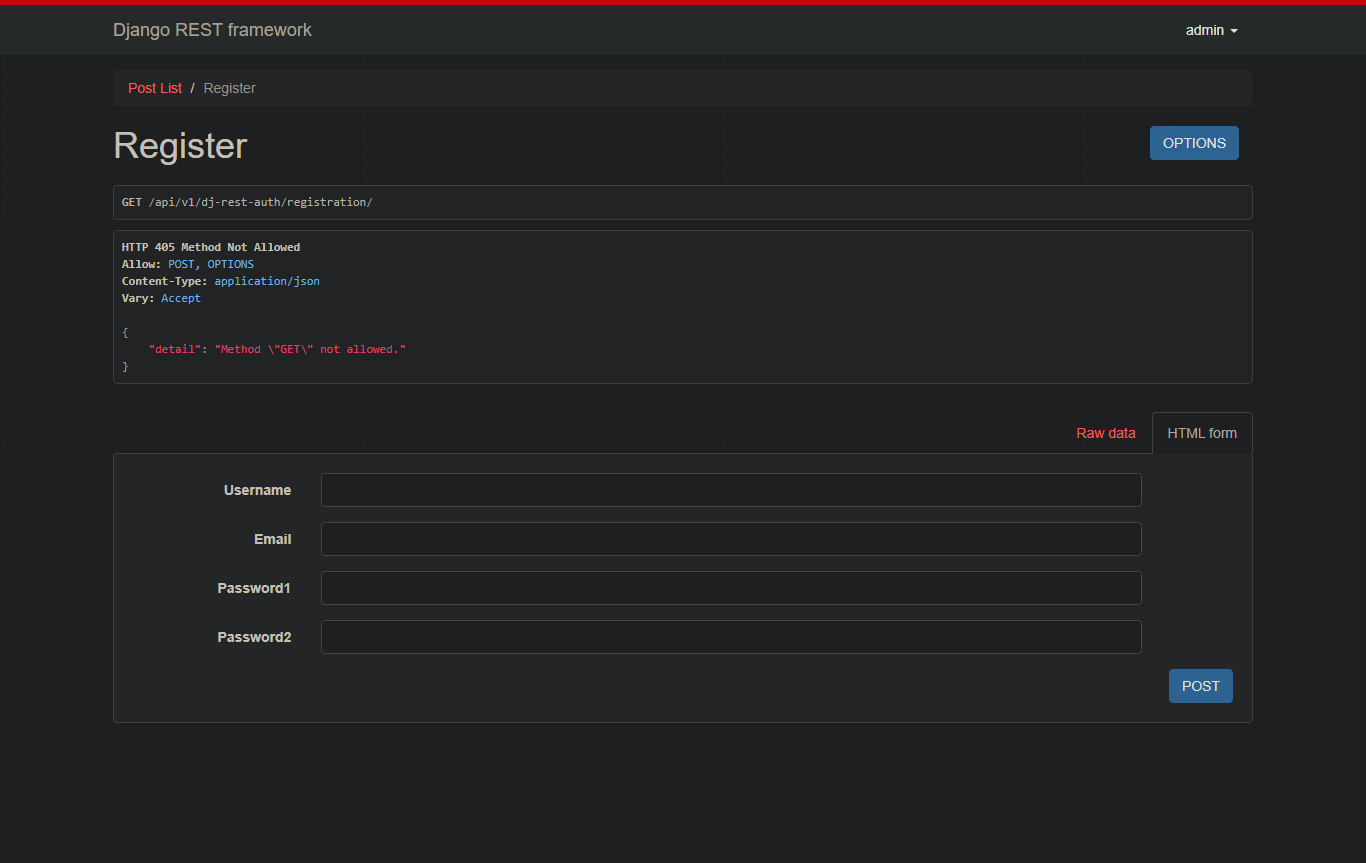 Django REST framework
admin
Post List / Register
Register
OPTIONS
GET /api/v1/dj-rest-auth/registration/
HTTP 405 Method Not Allowed
Allow: POST, OPTIONS
Content-Type: application/json
Vary: Accept
{
    "detail": "Method \"GET\" not allowed."
}
Raw data
HTML form
Username
Email
Password1
Password2
POST